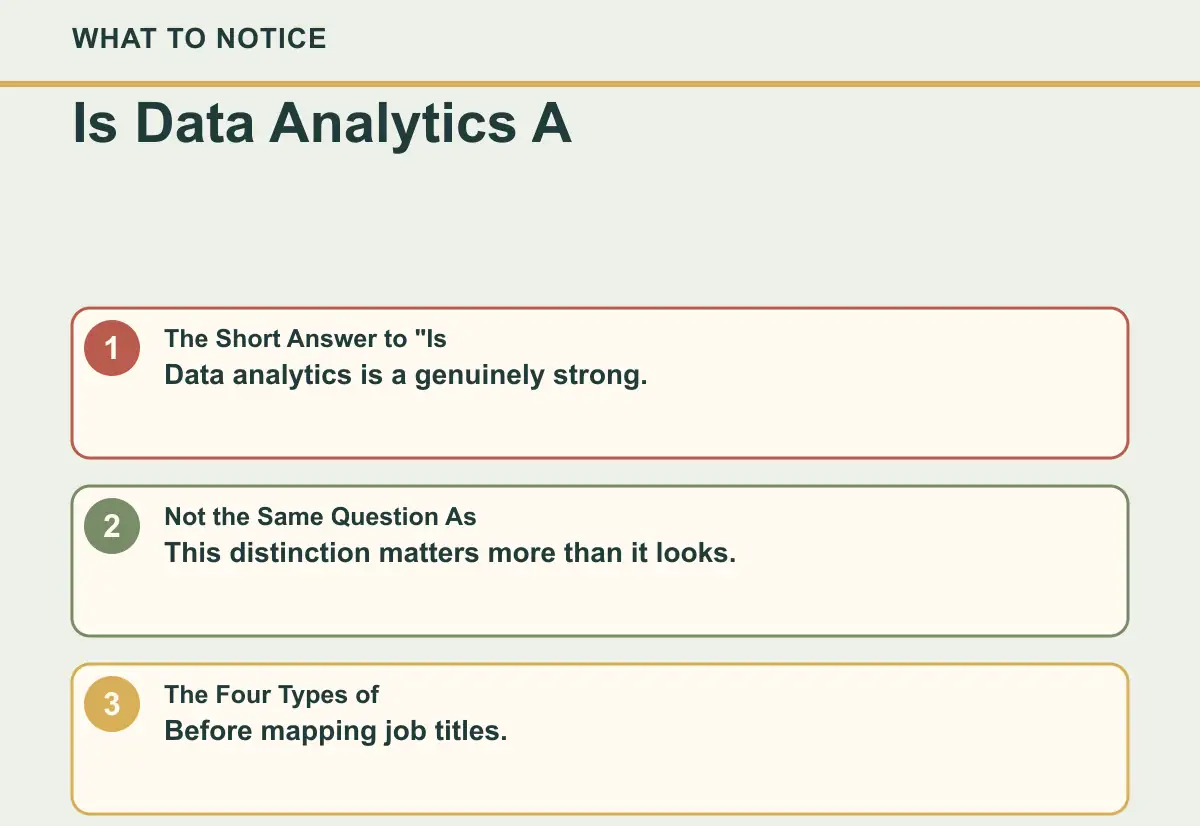 WHAT TO NOTICE
Is Data Analytics A
1
The Short Answer to "Is
Data analytics is a genuinely strong.
2
Not the Same Question As
This distinction matters more than it looks.
3
The Four Types of
Before mapping job titles.